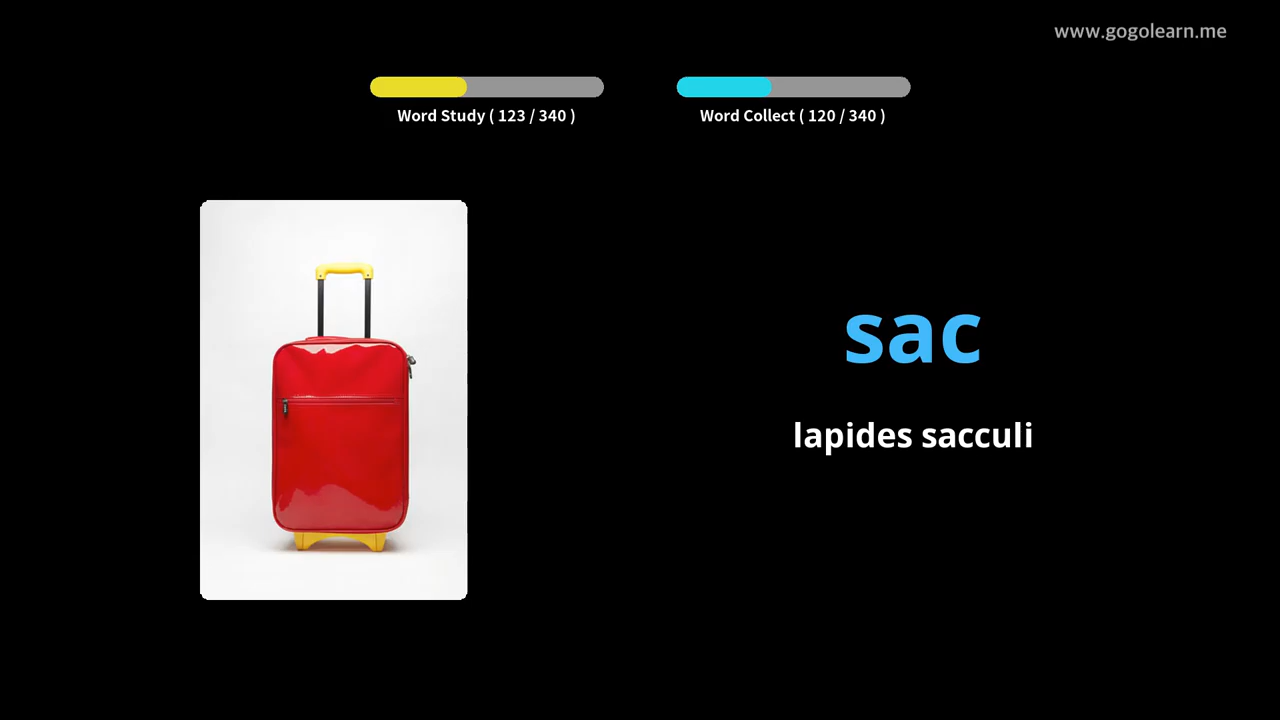 www.gogolearn.me
Word Study ( 123 / 340 )
Word Collect ( 120 / 340 )
sac
lapides sacculi